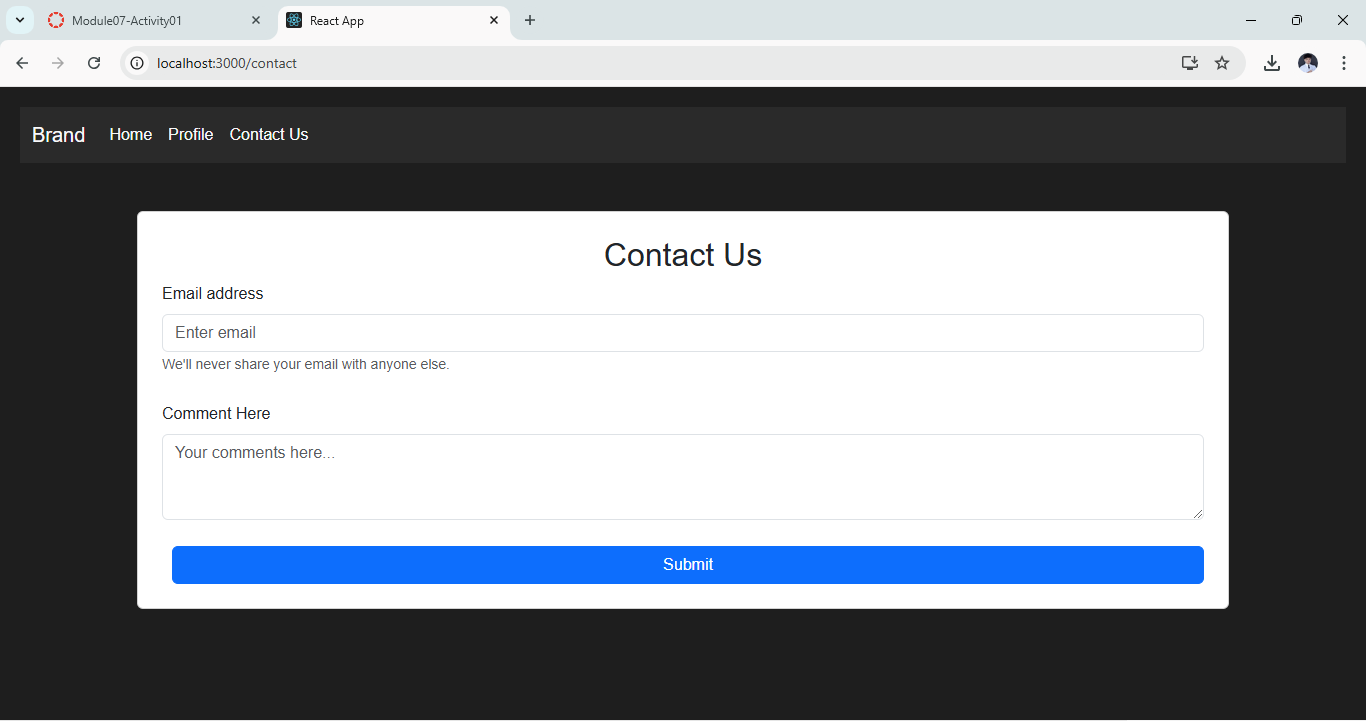 Module07-Activity01
React App
localhost:3000/contact
Brand Home Profile Contact Us
Contact Us
Email address
Enter email
We'll never share your email with anyone else.
Comment Here
Your comments here...
Submit